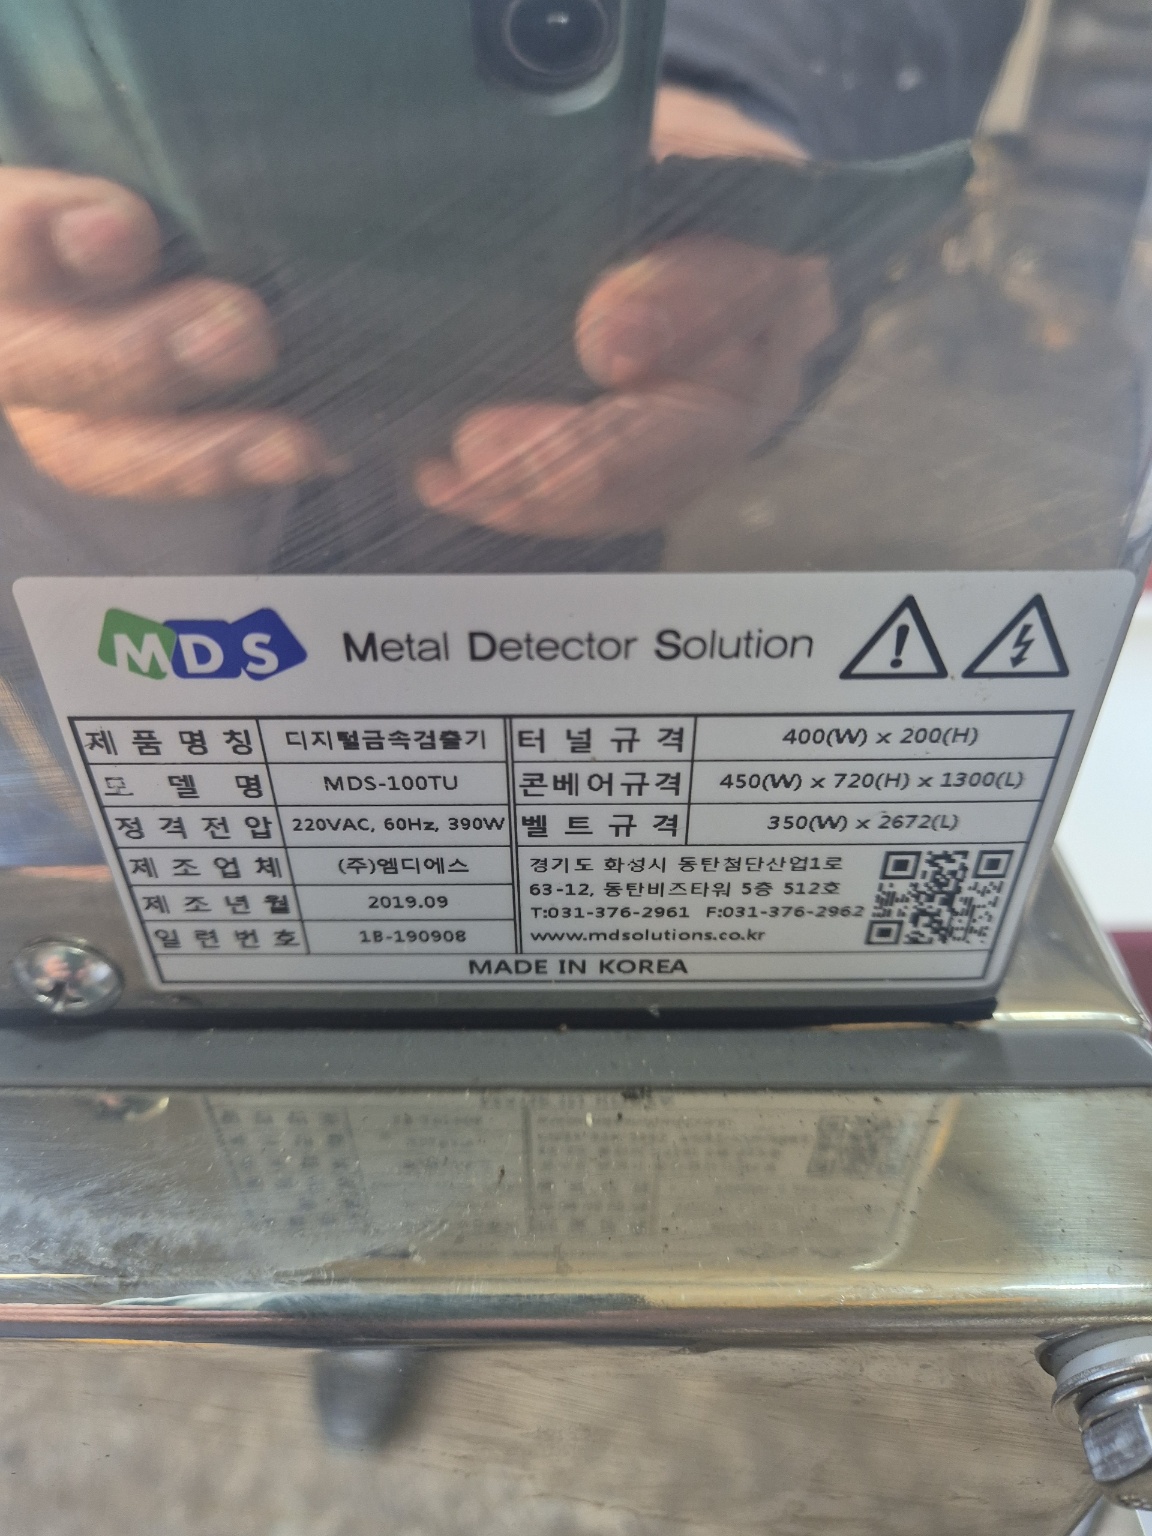 MDS Metal Detector Solution
제품명칭 디지털금속검출기 터널규격 400(W) x 200(H)
모델명 MDS-100TU 콘베어규격 450(W) x 720(H) x 1300(L)
정격전압 220VAC, 60Hz, 390W 벨트규격 350(W) x 2672(L)
제조업체 (주)엠디에스
제조년월 2019.09
일련번호 1B-190908
경기도 화성시 동탄첨단산업1로
63-12, 동탄비즈타워 5층 512호
T:031-376-2961 F:031-376-2962
www.mdsolutions.co.kr
MADE IN KOREA